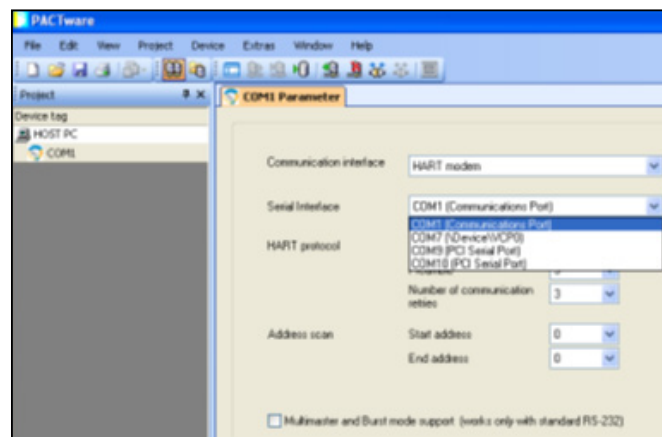 PACTware
File Edit View Project Device Extras Window Help
Project
COM1 Parameter
Device tag
HOST PC
COM1
Communication interface HART modem
Serial Interface COM1 (Communications Port)
COM1 (Communications Port)
COM7 (\Device\VCP0)
COM9 (PCI Serial Port)
COM10 (PCI Serial Port)
HART protocol
Number of communication retries 3
Address scan Start address 0
End address 0
Multimaster and Burst mode support (works only with standard RS-232)